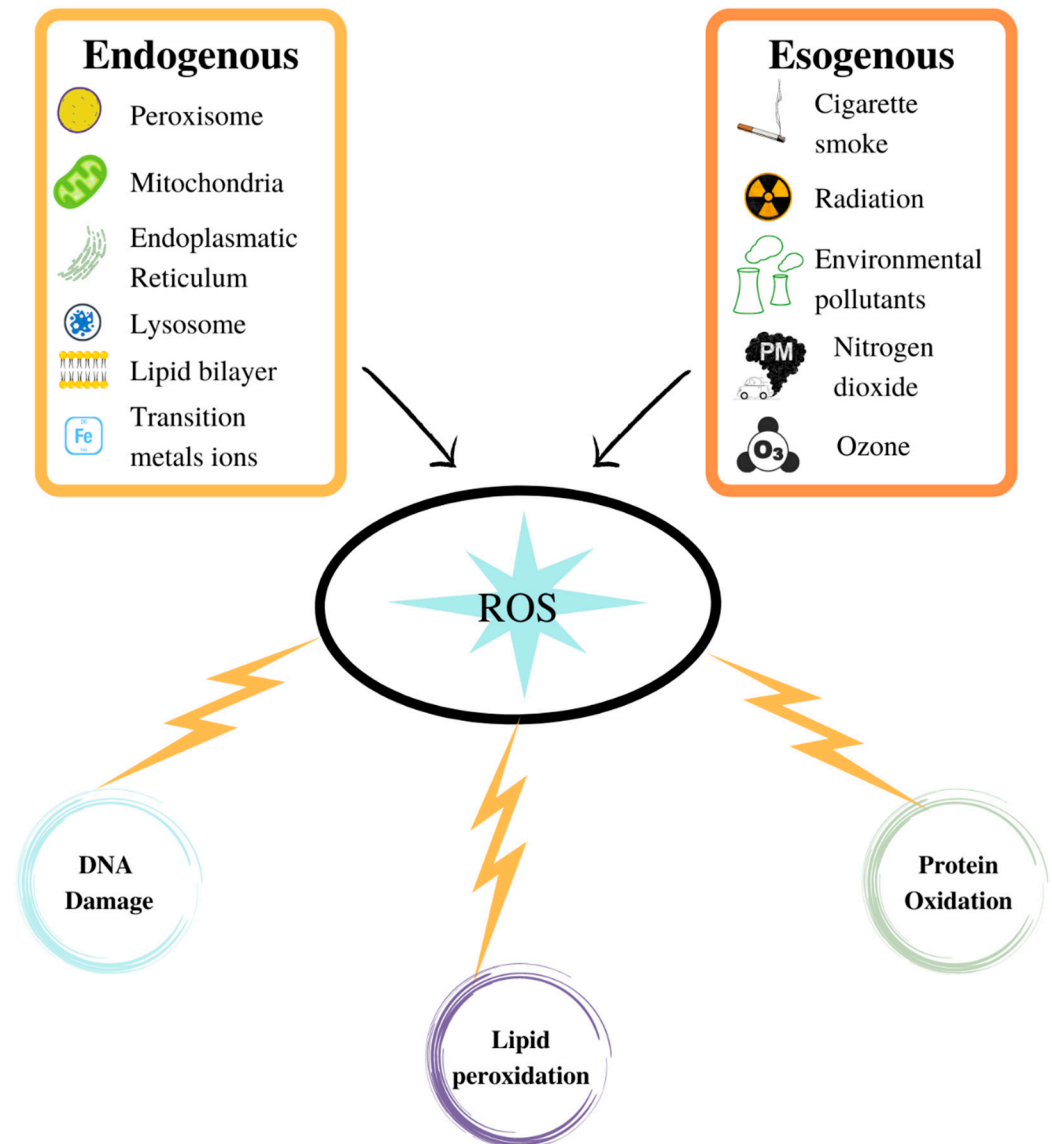 Endogenous
Peroxisome
Mitochondria
Endoplasmatic
Reticulum
Lysosome
Lipid bilayer
Fe
Transition
metals ions
Esogenous
Cigarette
smoke
Radiation
Environmental
pollutants
PM
Nitrogen
dioxide
O₃
Ozone
ROS
DNA
Damage
Lipid
peroxidation
Protein
Oxidation